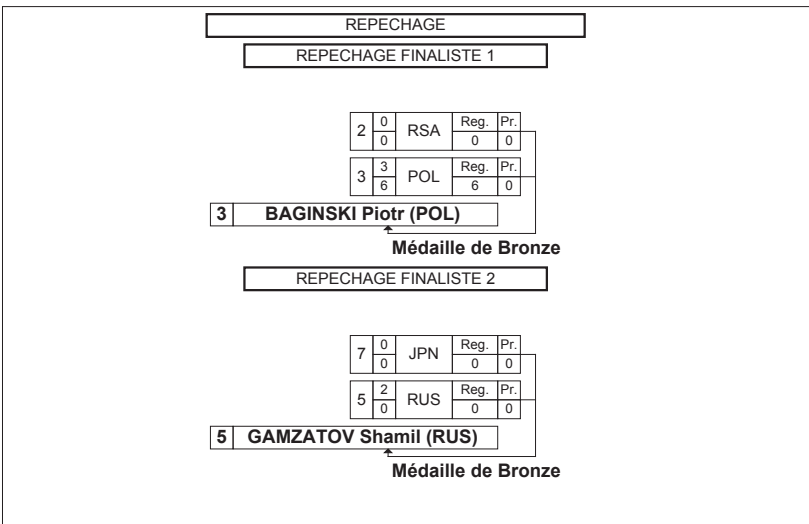 REPECHAGE
REPECHAGE FINALISTE 1
2 0 RSA Reg. Pr.
0 0 0
3 3 POL Reg. Pr.
6 6 0
3 BAGINSKI Piotr (POL)
Médaille de Bronze
REPECHAGE FINALISTE 2
7 0 JPN Reg. Pr.
0 0 0
5 2 RUS Reg. Pr.
0 0 0
5 GAMZATOV Shamil (RUS)
Médaille de Bronze